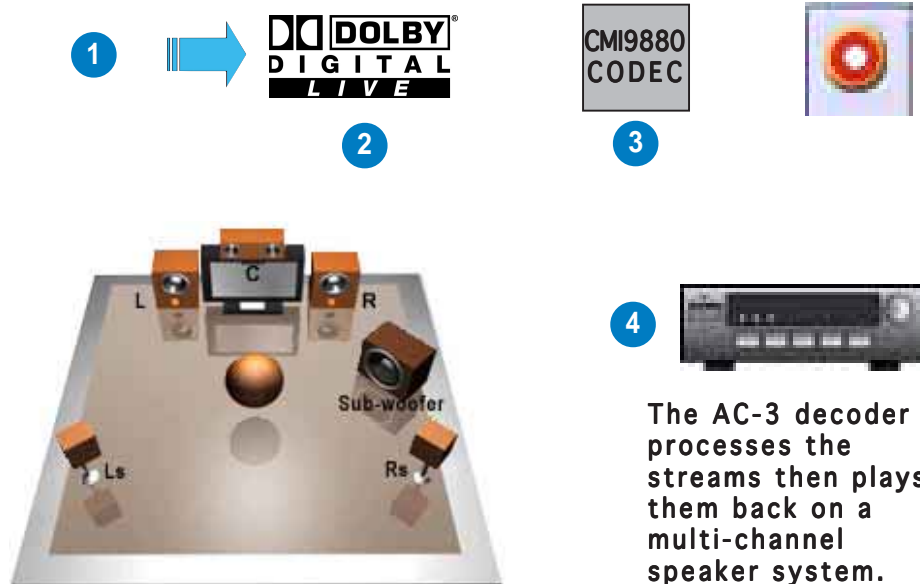 1
DOLBY®
DIGITAL
LIVE
CMI9880
CODEC
2
3
C
L
R
Sub-woofer
Ls
Rs
4
The AC-3 decoder
processes the
streams then plays
them back on a
multi-channel
speaker system.